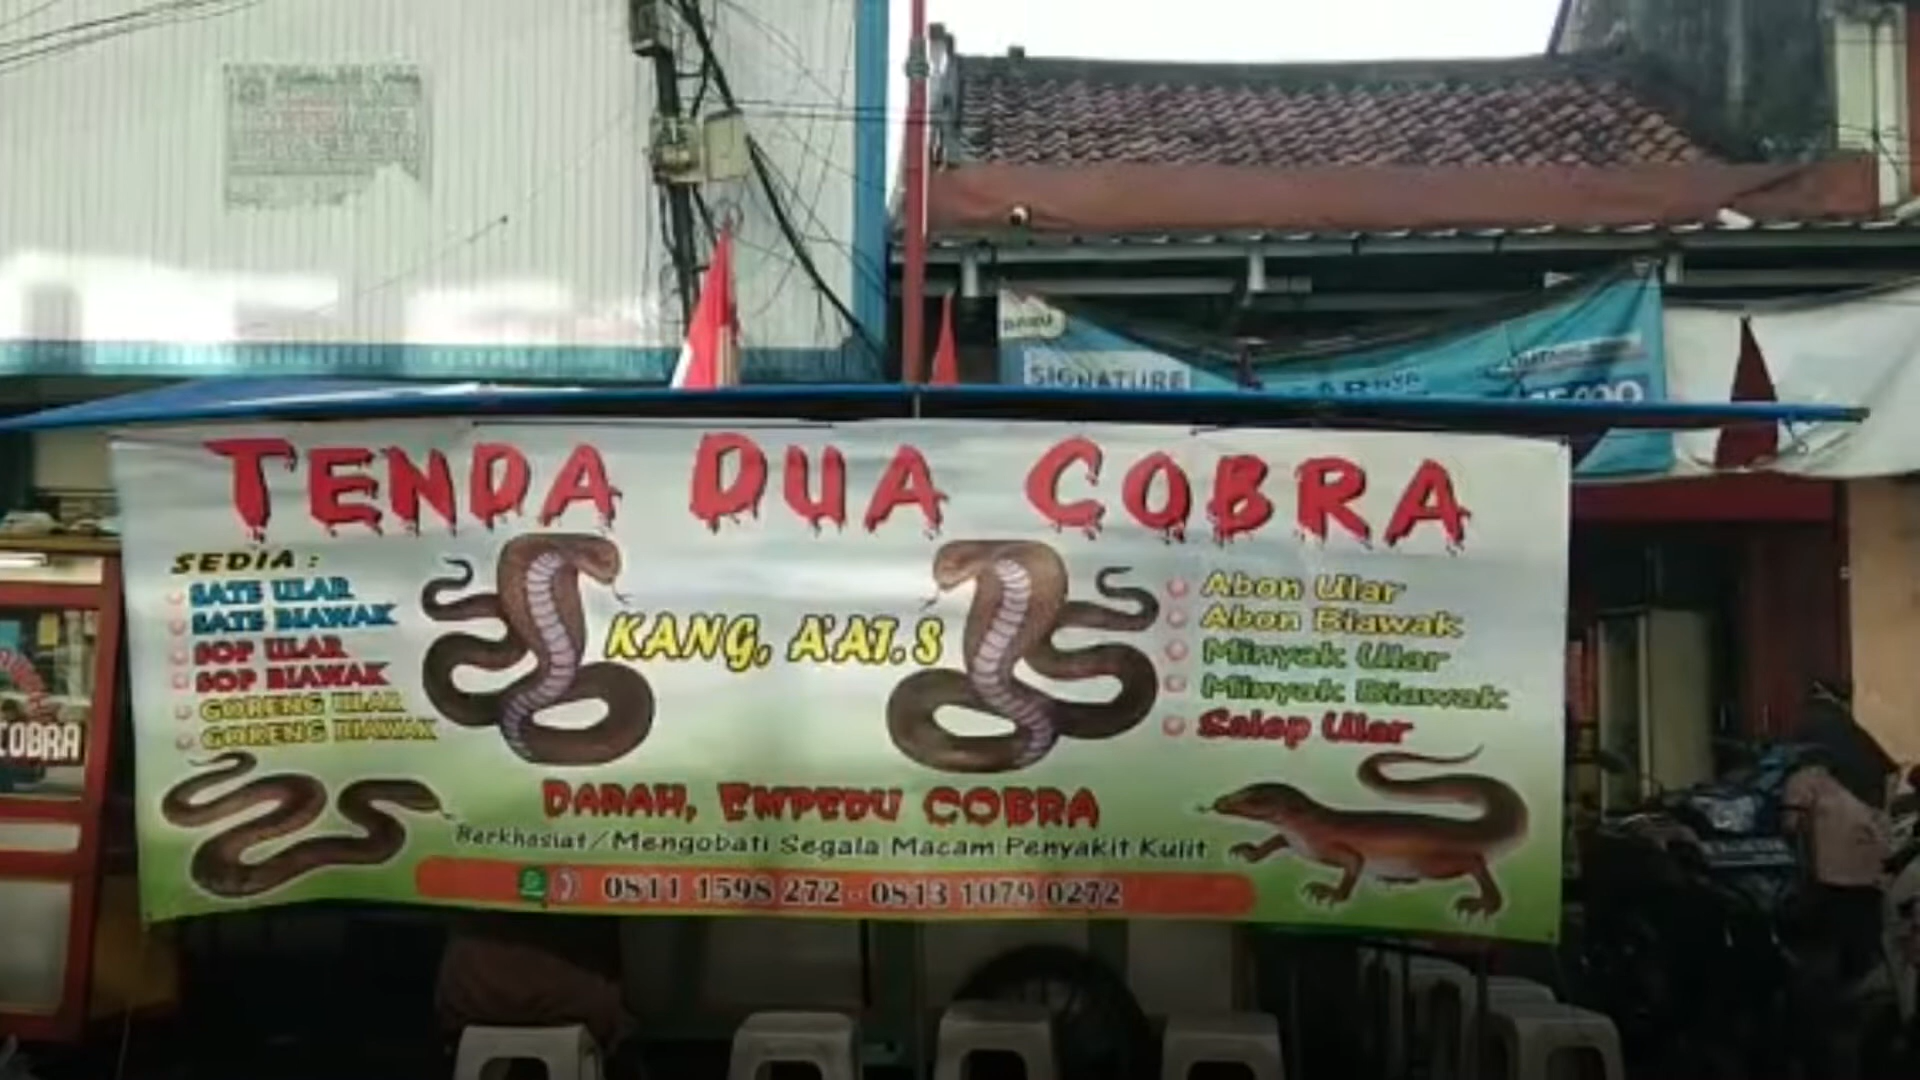 BARU
SIGNATURE
TENDA DUA COBRA
SEDIA :
SATE ULAR
SATE BIAWAK
SOP ULAR
SOP BIAWAK
GORENG ULAR
GORENG BIAWAK
KANG, A'AT.S
Abon Ular
Abon Biawak
Minyak Ular
Minyak Biawak
Salep Ular
COBRA
DARAH, EMPEDU COBRA
Berkhasiat/Mengobati Segala Macam Penyakit Kulit
0811 1598 272 - 0813 1079 0272